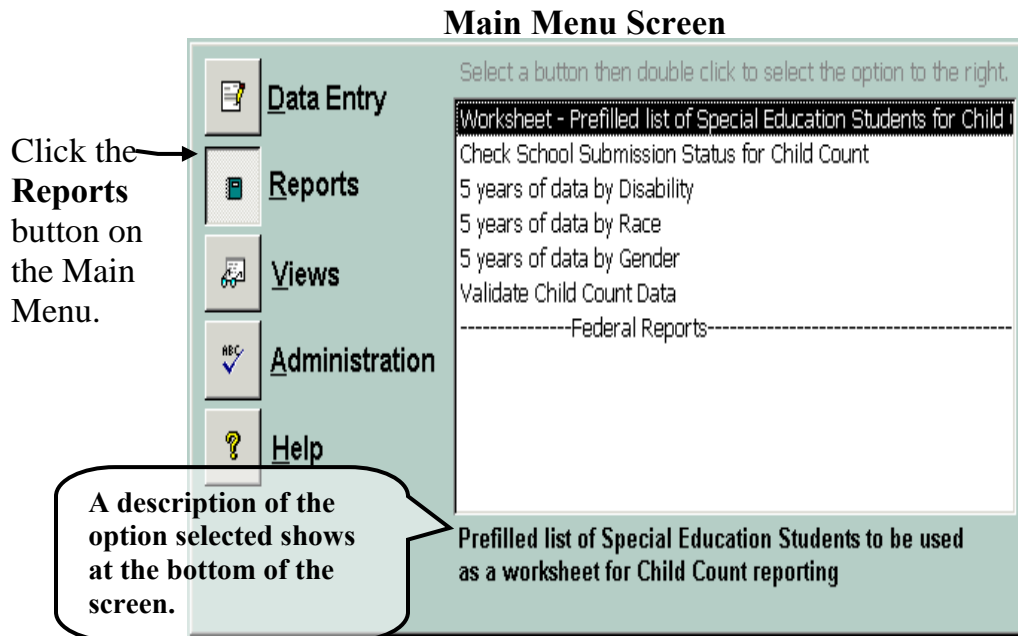 Main Menu Screen
Select a button then double click to select the option to the right.
Data Entry
Worksheet - Prefilled list of Special Education Students for Child
Click the
Reports
button on
the Main
Menu.
Reports
Check School Submission Status for Child Count
5 years of data by Disability
5 years of data by Race
5 years of data by Gender
Validate Child Count Data
---------------Federal Reports-----------------------------------------
Views
ABC
Administration
?
Help
A description of the
option selected shows
at the bottom of the
screen.
Prefilled list of Special Education Students to be used
as a worksheet for Child Count reporting